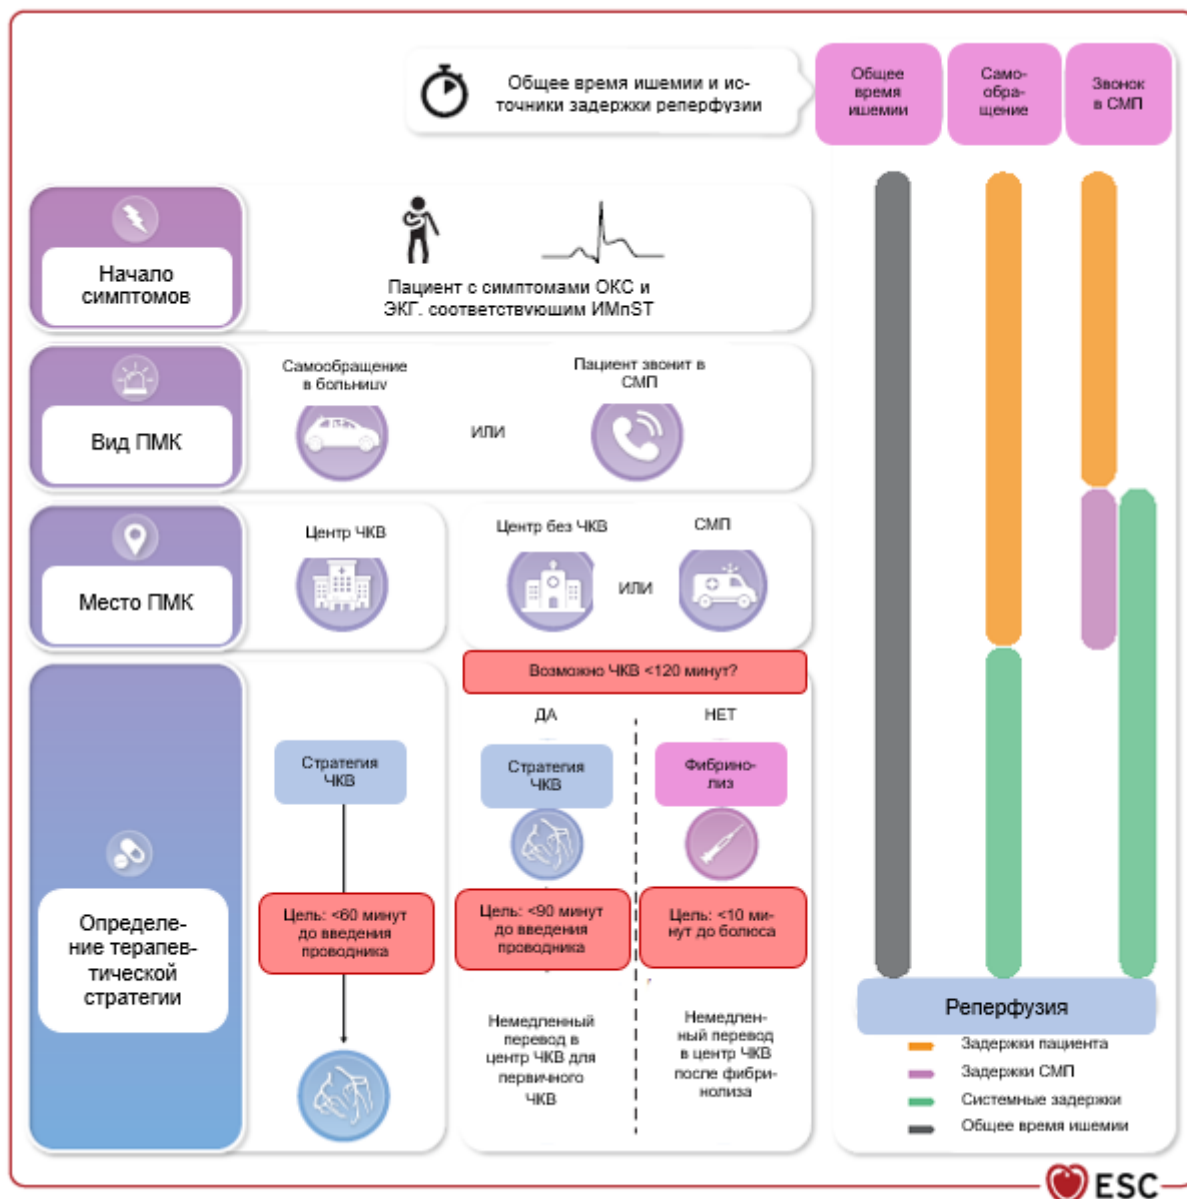 Общее время ишемии и ис-
точники задержки реперфузии
Общее
время
ишемии
Само-
обра-
щение
Звонок
в СМП
Начало
симптомов
Пациент с симптомами ОКС и
ЭКГ. соответствующим ИМпST
Вид ПМК
Самообращение
в больницу
ИЛИ
Пациент звонит в
СМП
Место ПМК
Центр ЧКВ
Центр без ЧКВ
ИЛИ
СМП
Возможно ЧКВ <120 минут?
ДА
НЕТ
Определе-
ние терапев-
тической
стратегии
Стратегия
ЧКВ
Цель: <60 минут
до введения
проводника
Стратегия
ЧКВ
Цель: <90 минут
до введения
проводника
Немедленный
перевод в
центр ЧКВ для
первичного
ЧКВ
Фибрино-
лиз
Цель: <10 ми-
нут до болюса
Немедлен-
ный перевод
в центр ЧКВ
после фибри-
нолиза
Реперфузия
Задержки пациента
Задержки СМП
Системные задержки
Общее время ишемии
ESC